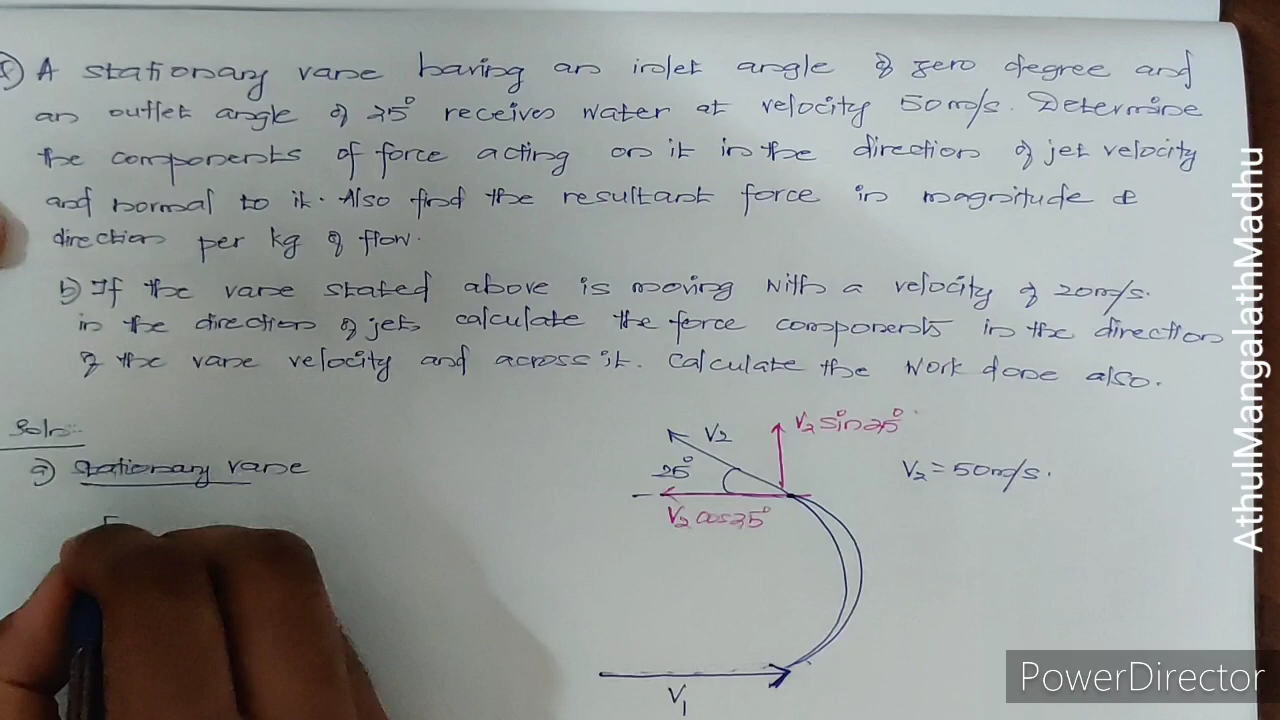 A stationary vane having an inlet angle of zero degree and
an outlet angle of 25° receives water at velocity 50m/s. Determine
the components of force acting on it in the direction of jet velocity
and normal to it. Also find the resultant force in magnitude &
direction per kg of flow.
b) If the vane stated above is moving with a velocity of 20m/s.
in the direction of jet, calculate the force components in the direction
of the vane velocity and across it. Calculate the work done also.
Soln:-
a) stationary vane
V2
V2 sin25°
25°
V2 = 50m/s.
V2 cos25°
V1
AthulMangalathMadhu
PowerDirector